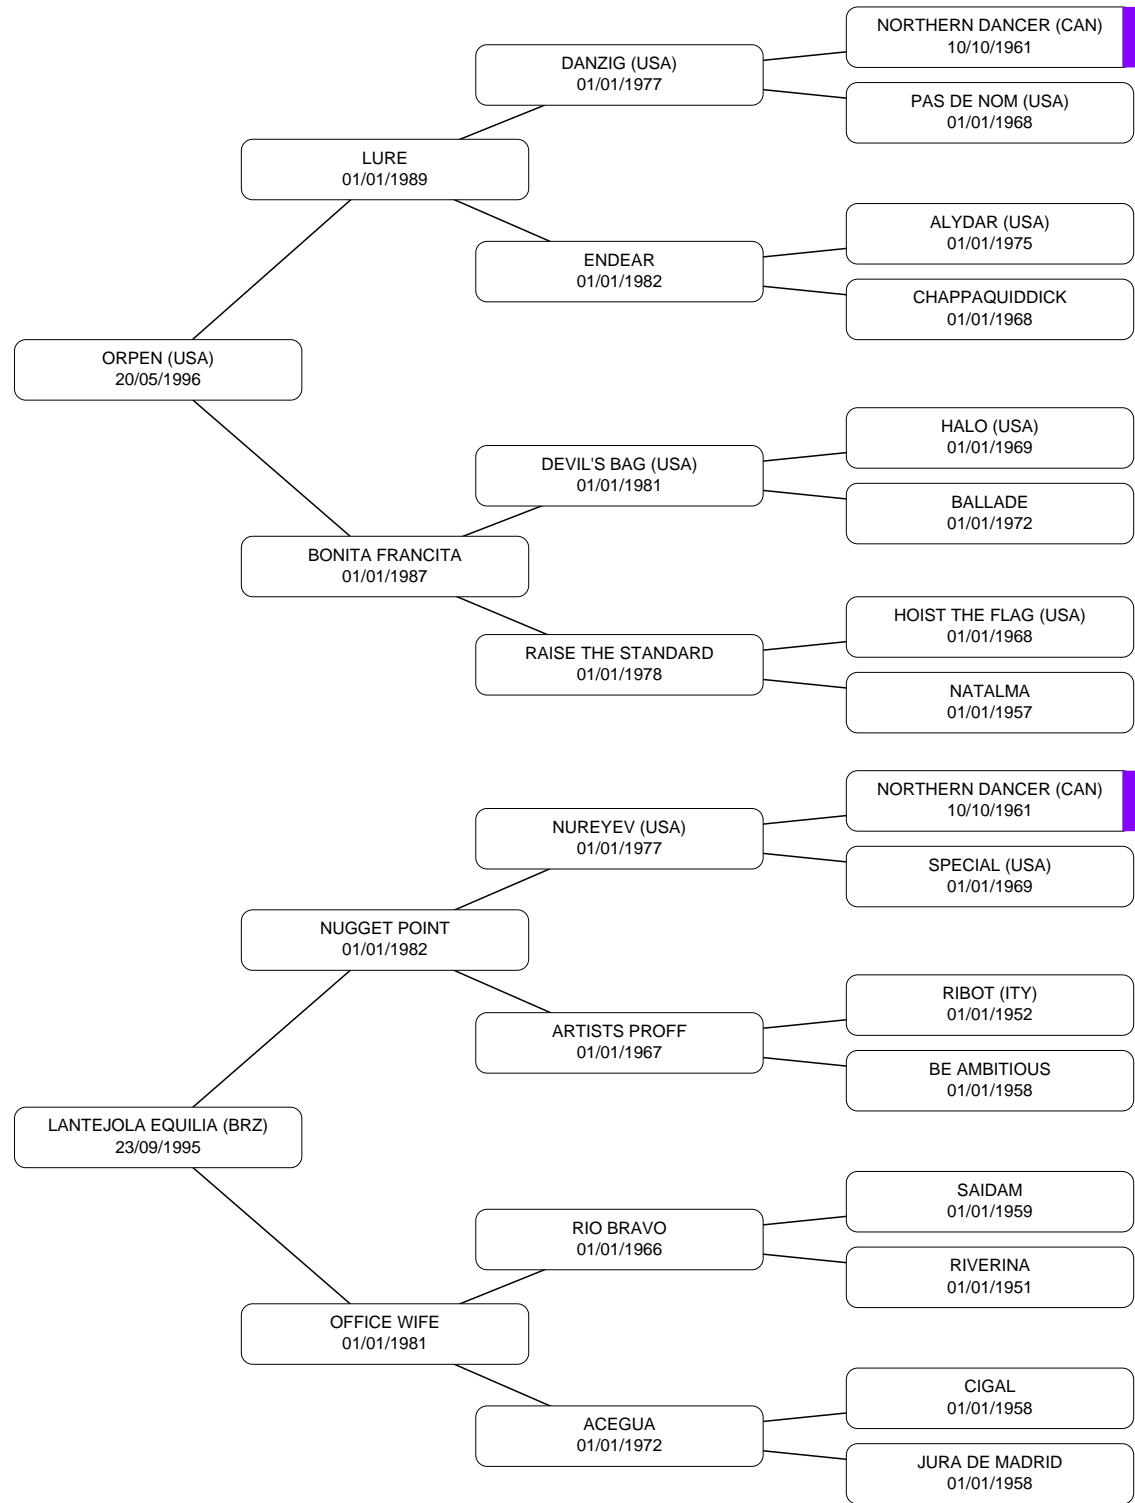 NORTHERN DANCER (CAN)
10/10/1961
DANZIG (USA)
01/01/1977
PAS DE NOM (USA)
01/01/1968
LURE
01/01/1989
ALYDAR (USA)
01/01/1975
ENDEAR
01/01/1982
CHAPPAQUIDDICK
01/01/1968
ORPEN (USA)
20/05/1996
HALO (USA)
01/01/1969
DEVIL'S BAG (USA)
01/01/1981
BALLADE
01/01/1972
BONITA FRANCITA
01/01/1987
HOIST THE FLAG (USA)
01/01/1968
RAISE THE STANDARD
01/01/1978
NATALMA
01/01/1957
NORTHERN DANCER (CAN)
10/10/1961
NUREYEV (USA)
01/01/1977
SPECIAL (USA)
01/01/1969
NUGGET POINT
01/01/1982
RIBOT (ITY)
01/01/1952
ARTISTS PROFF
01/01/1967
BE AMBITIOUS
01/01/1958
LANTEJOLA EQUILIA (BRZ)
23/09/1995
SAIDAM
01/01/1959
RIO BRAVO
01/01/1966
RIVERINA
01/01/1951
OFFICE WIFE
01/01/1981
CIGAL
01/01/1958
ACEGUA
01/01/1972
JURA DE MADRID
01/01/1958